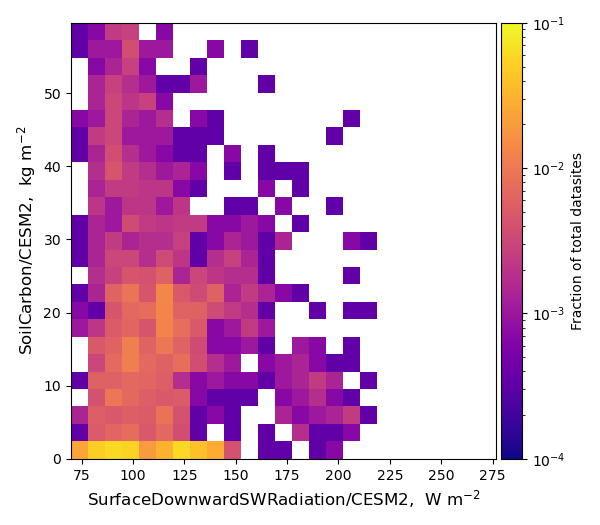 10⁻¹
50
10⁻²
40
SoilCarbon/CESM2, kg m⁻²
Fraction of total datasites
30
20
10⁻³
10
0
10⁻⁴
75 100 125 150 175 200 225 250 275
SurfaceDownwardSWRadiation/CESM2, W m⁻²